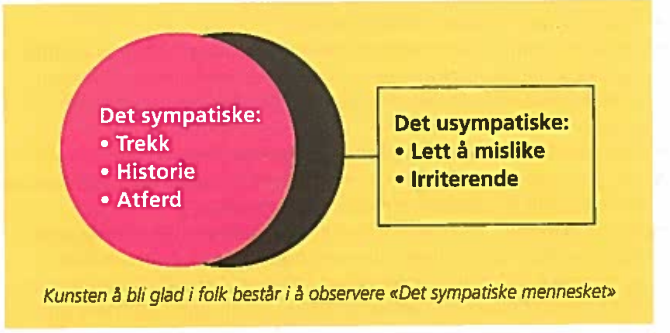 Det sympatiske:
• Trekk
• Historie
• Atferd
Det usympatiske:
• Lett å mislike
• Irriterende
Kunsten å bli glad i folk består i å observere «Det sympatiske mennesket»